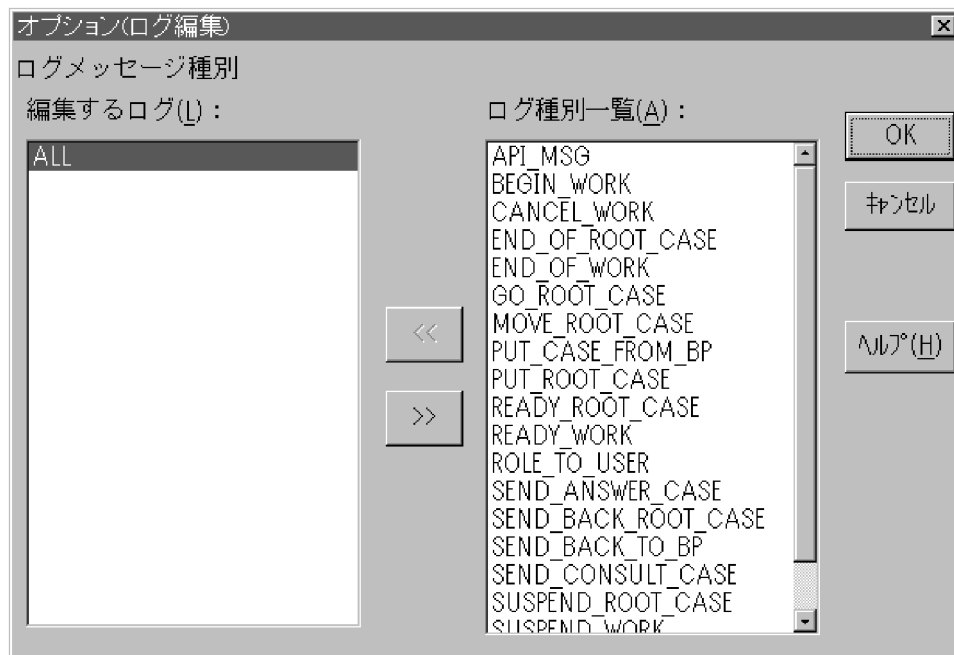 オプション(ログ編集)
ログメッセージ種別
編集するログ(L)：
ALL
<<
>>
ログ種別一覧(A)：
API_MSG
BEGIN_WORK
CANCEL_WORK
END_OF_ROOT_CASE
END_OF_WORK
GO_ROOT_CASE
MOVE_ROOT_CASE
PUT_CASE_FROM_BP
PUT_ROOT_CASE
READY_ROOT_CASE
READY_WORK
ROLE_TO_USER
SEND_ANSWER_CASE
SEND_BACK_ROOT_CASE
SEND_BACK_TO_BP
SEND_CONSULT_CASE
SUSPEND_ROOT_CASE
SUSPEND_WORK
OK
ｷｬﾝｾﾙ
ﾍﾙﾌﾟ(H)